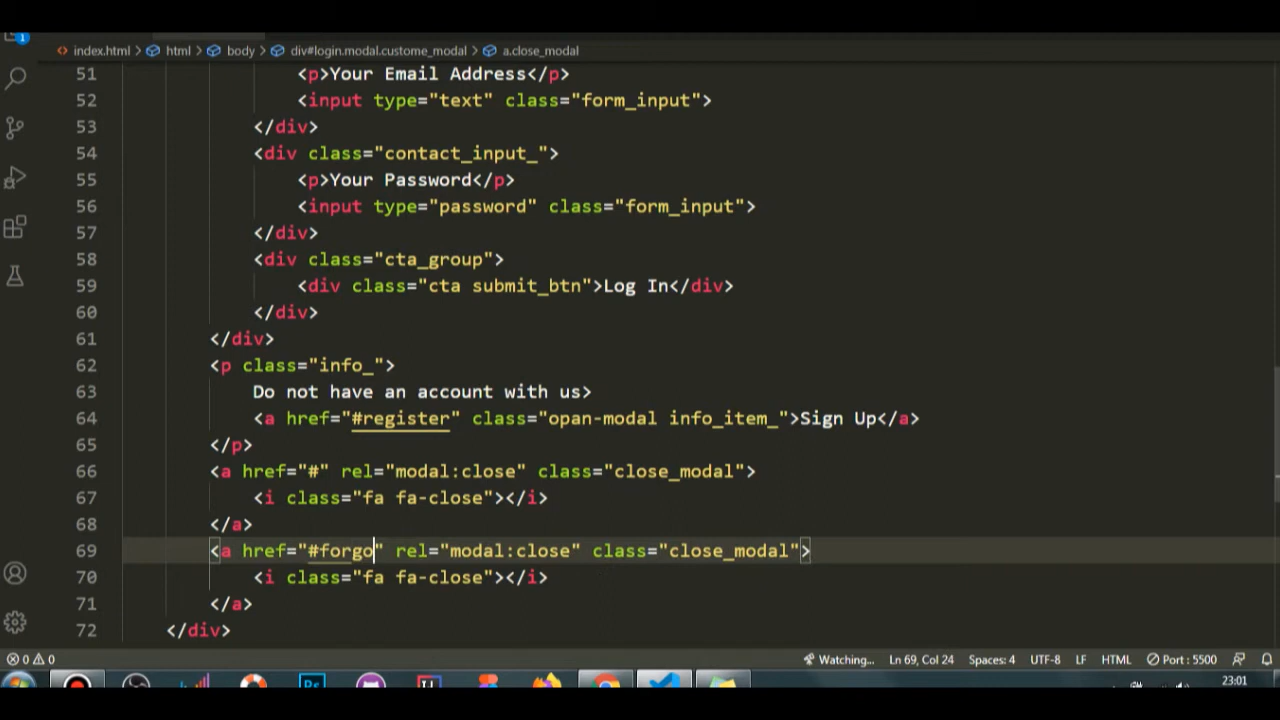 1
index.html > html > body > div#login.modal.custome_modal > a.close_modal
51 <p>Your Email Address</p>
52 <input type="text" class="form_input">
53 </div>
54 <div class="contact_input_">
55 <p>Your Password</p>
56 <input type="password" class="form_input">
57 </div>
58 <div class="cta_group">
59 <div class="cta submit_btn">Log In</div>
60 </div>
61 </div>
62 <p class="info_">
63 Do not have an account with us>
64 <a href="#register" class="opan-modal info_item_">Sign Up</a>
65 </p>
66 <a href="#" rel="modal:close" class="close_modal">
67 <i class="fa fa-close"></i>
68 </a>
69 <a href="#forgo" rel="modal:close" class="close_modal">
70 <i class="fa fa-close"></i>
71 </a>
72 </div>
0 0 Watching... Ln 69, Col 24 Spaces: 4 UTF-8 LF HTML Port : 5500
Ps 23:01